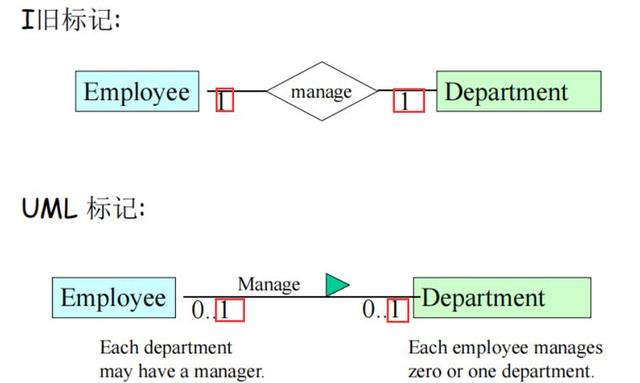 I旧标记:
Employee 1 manage 1 Department
UML 标记:
Manage
Employee 0..1 0..1 Department
Each department
may have a manager.
Each employee manages
zero or one department.